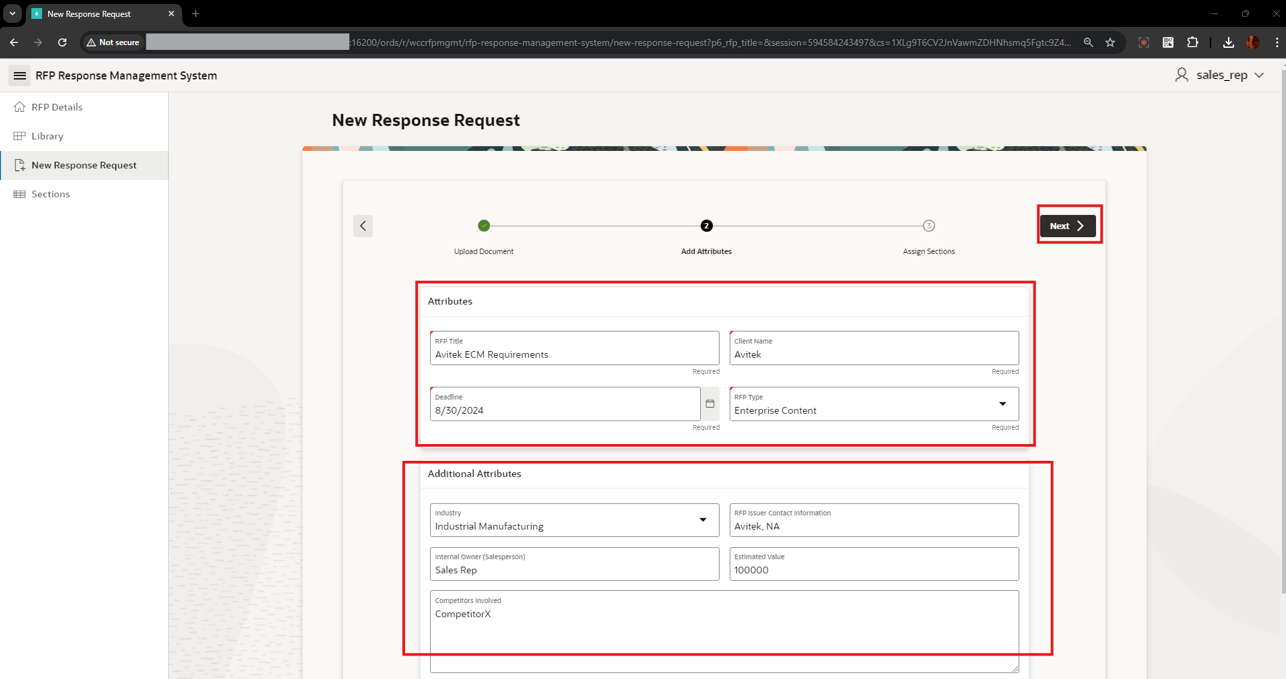 New Response Request
Not secure
:16200/ords/r/wccrfpmgmt/rfp-response-management-system/new-response-request?p6_rfp_title=&session=594584243497&cs=1XLg9T6CV2JnVawmZDHNhsmq5Fgtc9Z4...
RFP Response Management System
sales_rep
RFP Details
Library
New Response Request
Sections
New Response Request
2
3
Next
Upload Document
Add Attributes
Assign Sections
Attributes
RFP Title
Avitek ECM Requirements
Required
Client Name
Avitek
Required
Deadline
8/30/2024
Required
RFP Type
Enterprise Content
Required
Additional Attributes
Industry
Industrial Manufacturing
RFP Issuer Contact Information
Avitek, NA
Internal Owner (Salesperson)
Sales Rep
Estimated Value
100000
Competitors Involved
CompetitorX